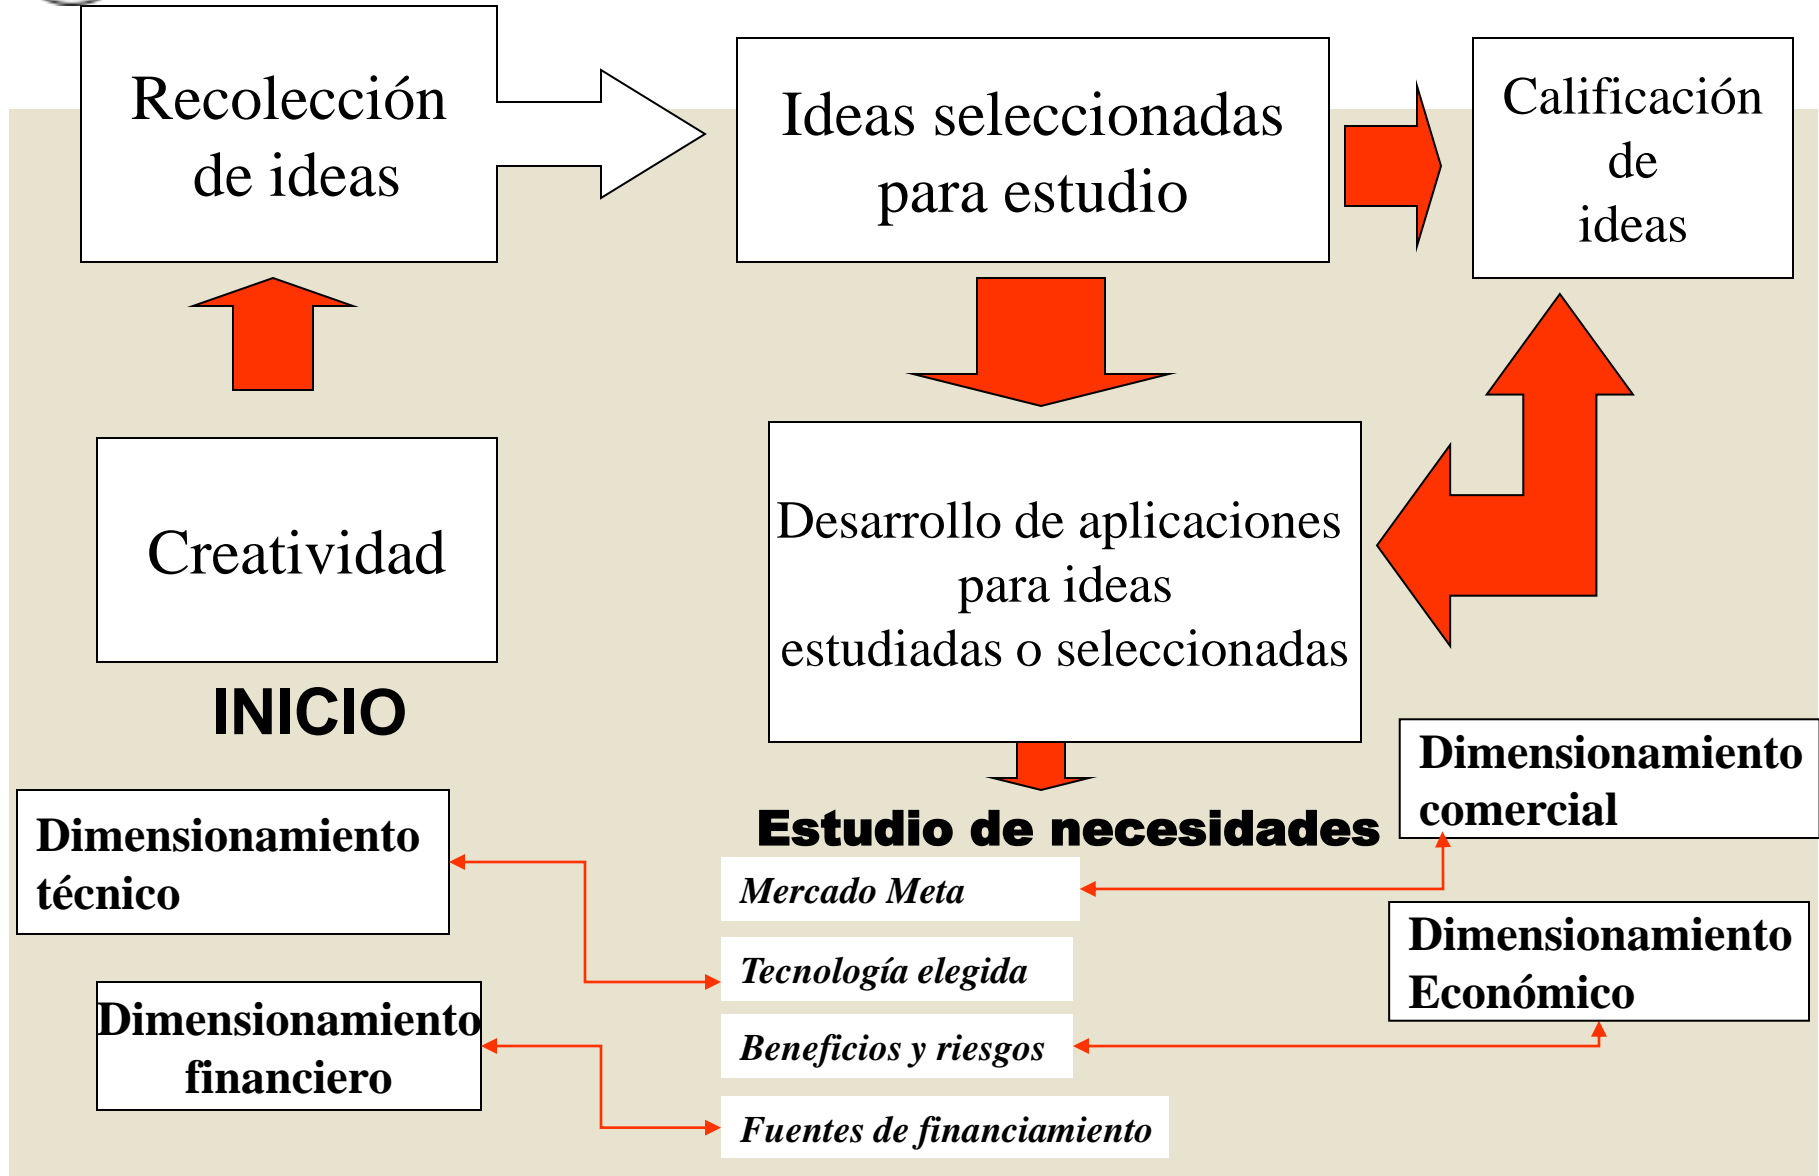 Recolección
de ideas
Ideas seleccionadas
para estudio
Calificación
de
ideas
Creatividad
INICIO
Desarrollo de aplicaciones
para ideas
estudiadas o seleccionadas
Estudio de necesidades
Dimensionamiento
comercial
Dimensionamiento
técnico
Mercado Meta
Tecnología elegida
Dimensionamiento
Económico
Dimensionamiento
financiero
Beneficios y riesgos
Fuentes de financiamiento